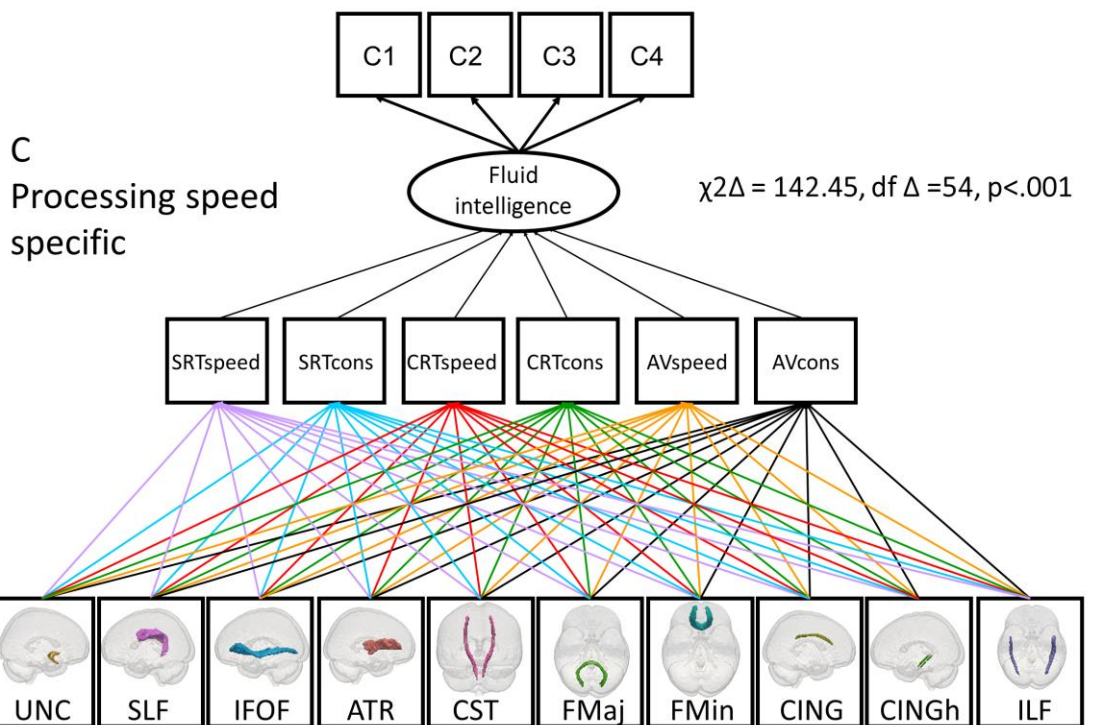 C1 C2 C3 C4
C
Processing speed
specific
Fluid
intelligence
χ2Δ = 142.45, df Δ =54, p<.001
SRTspeed SRTcons CRTspeed CRTcons AVspeed AVcons
UNC SLF IFOF ATR CST FMaj FMin CING CINGh ILF